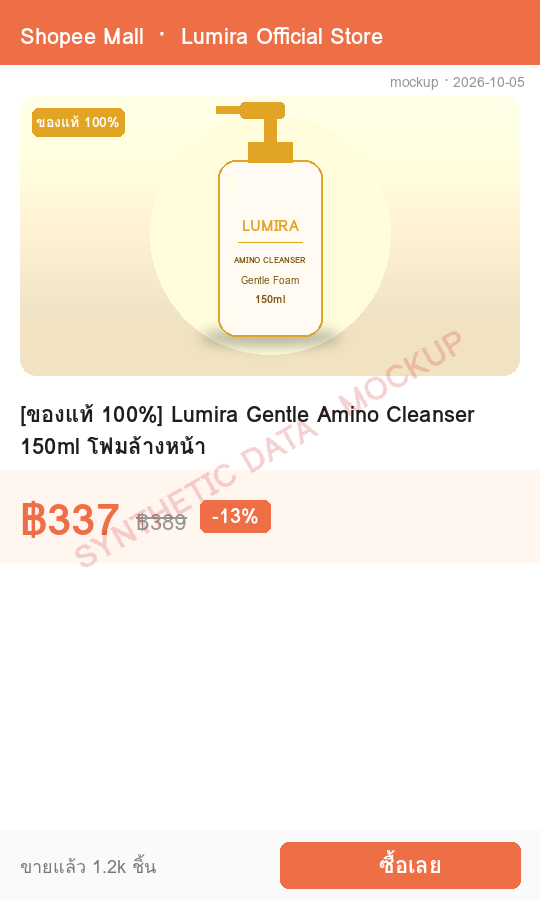 Shopee Mall · Lumira Official Store
mockup · 2026-10-05
ของแท้ 100%
LUMIRA
AMINO CLEANSER
Gentle Foam
150ml
[ของแท้ 100%] Lumira Gentle Amino Cleanser
150ml โฟมล้างหน้า
฿337 ฿389 -13%
SYNTHETIC DATA · MOCKUP
ขายแล้ว 1.2k ชิ้น
ซื้อเลย